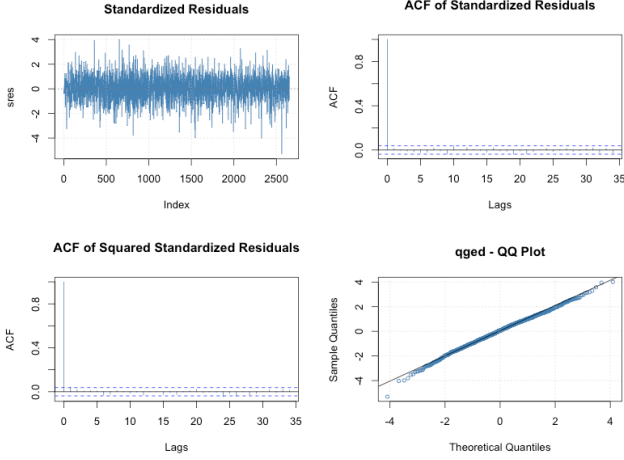 Standardized Residuals
sres
4
2
0
-2
-4
0 500 1000 1500 2000 2500
Index
ACF of Standardized Residuals
ACF
0.8
0.4
0.0
0 5 10 15 20 25 30 35
Lags
ACF of Squared Standardized Residuals
ACF
0.8
0.4
0.0
0 5 10 15 20 25 30 35
Lags
qged - QQ Plot
Sample Quantiles
4
2
0
-2
-4
-4 -2 0 2 4
Theoretical Quantiles